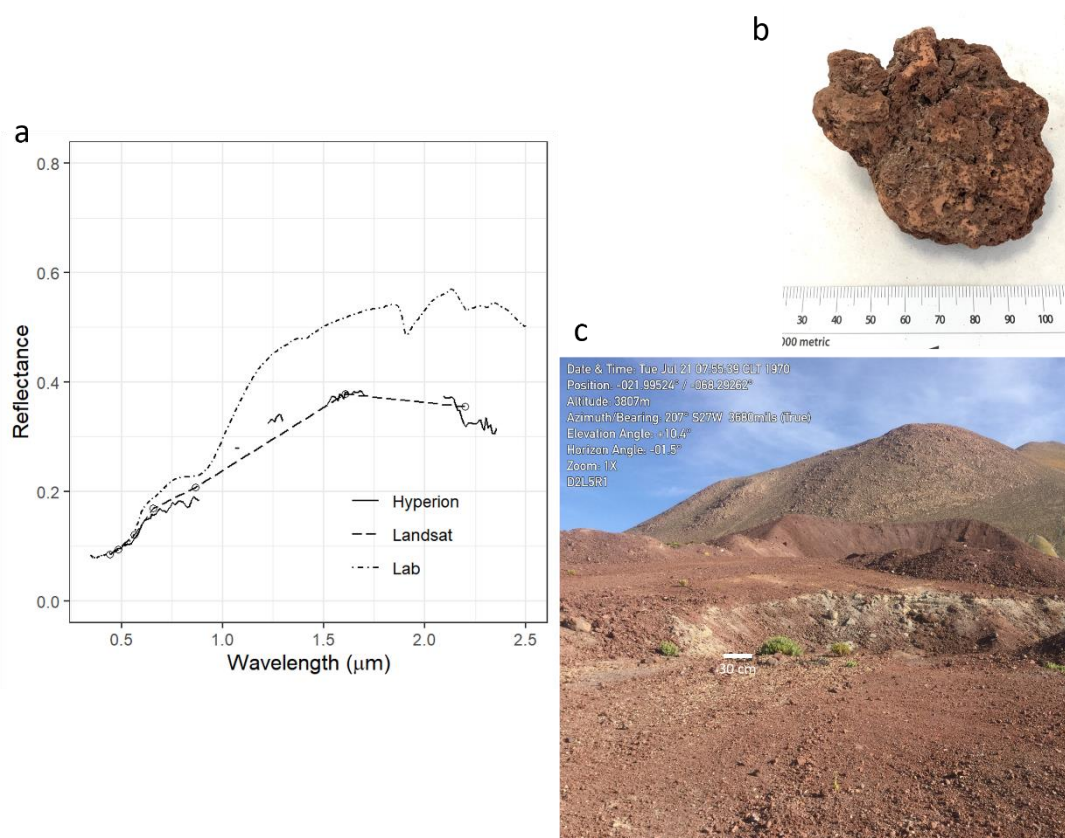 a
0.8
0.6
0.4
0.2
0.0
Reflectance
0.5
1.0
1.5
2.0
2.5
Wavelength (μm)
Hyperion
Landsat
Lab
b
30 40 50 60 70 80 90 100
000 metric
c
Date & Time: Tue Jul 21 07:55:39 CLT 1970
Position: -021.99524° / -068.29262°
Altitude: 3807m
Azimuth/Bearing: 207° S27W 3680mils (True)
Elevation Angle: +10.4°
Horizon Angle: -01.5°
Zoom: 1X
D2L5R1
30 cm